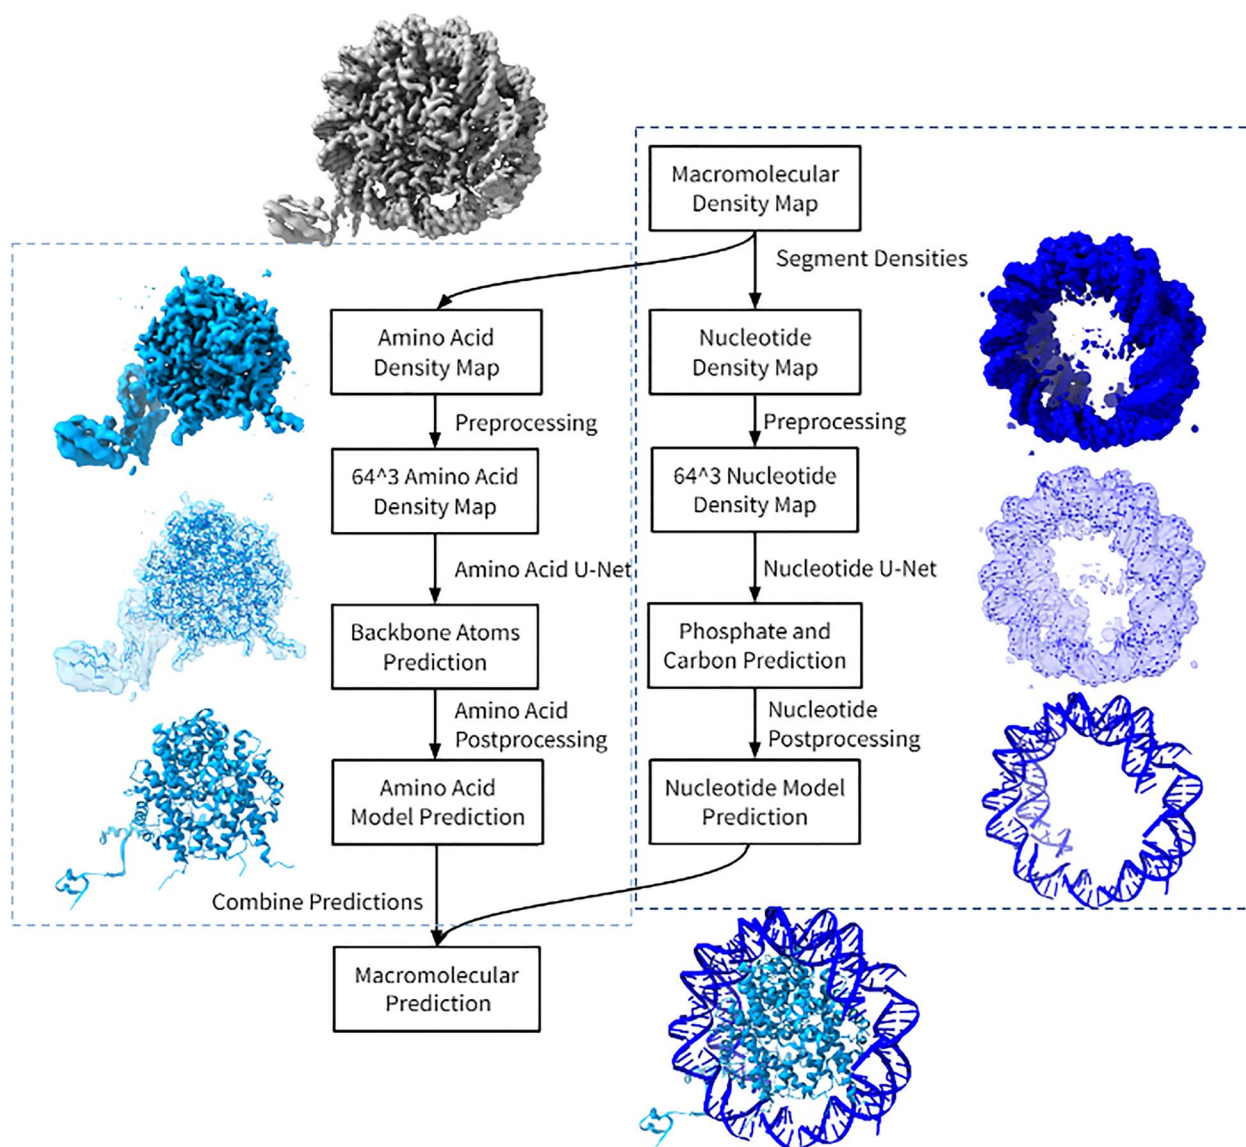 Macromolecular
Density Map
Segment Densities
Amino Acid
Density Map
Nucleotide
Density Map
Preprocessing
Preprocessing
64^3 Amino Acid
Density Map
64^3 Nucleotide
Density Map
Amino Acid U-Net
Nucleotide U-Net
Backbone Atoms
Prediction
Phosphate and
Carbon Prediction
Amino Acid
Postprocessing
Nucleotide
Postprocessing
Amino Acid
Model Prediction
Nucleotide Model
Prediction
Combine Predictions
Macromolecular
Prediction